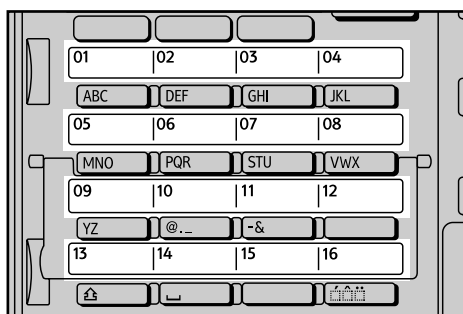 01 |02 |03 |04
ABC DEF GHI JKL
05 |06 |07 |08
MNO PQR STU VWX
09 |10 |11 |12
YZ @._ -&
13 |14 |15 |16